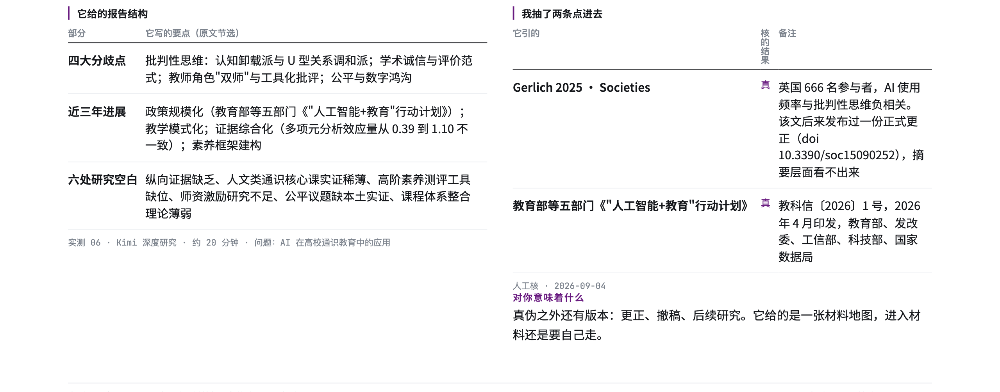 它给的报告结构
部分 它写的要点（原文节选）
四大分歧点 批判性思维：认知卸载派与 U 型关系调和派；学术诚信与评价范
式；教师角色"双师"与工具化批评；公平与数字鸿沟
近三年进展 政策规模化（教育部等五部门《"人工智能+教育"行动计划》）；
教学模式化；证据综合化（多项元分析效应量从 0.39 到 1.10 不
一致）；素养框架建构
六处研究空白 纵向证据缺乏、人文类通识核心课实证稀薄、高阶素养测评工具
缺位、师资激励研究不足、公平议题缺本土实证、课程体系整合
理论薄弱
实测 06 · Kimi 深度研究 · 约 20 分钟 · 问题：AI 在高校通识教育中的应用
我抽了两条点进去
它引的 核的结果 备注
Gerlich 2025 · Societies 真 英国 666 名参与者，AI 使用
频率与批判性思维负相关。
该文后来发布过一份正式更
正（doi
10.3390/soc15090252），摘
要层面看不出来
教育部等五部门《"人工智能+教育"行动计划》 真 教科信〔2026〕1 号，2026
年 4 月印发，教育部、发改
委、工信部、科技部、国家
数据局
人工核 · 2026-09-04
对你意味着什么
真伪之外还有版本：更正、撤稿、后续研究。它给的是一张材料地图，进入材
料还是要自己走。